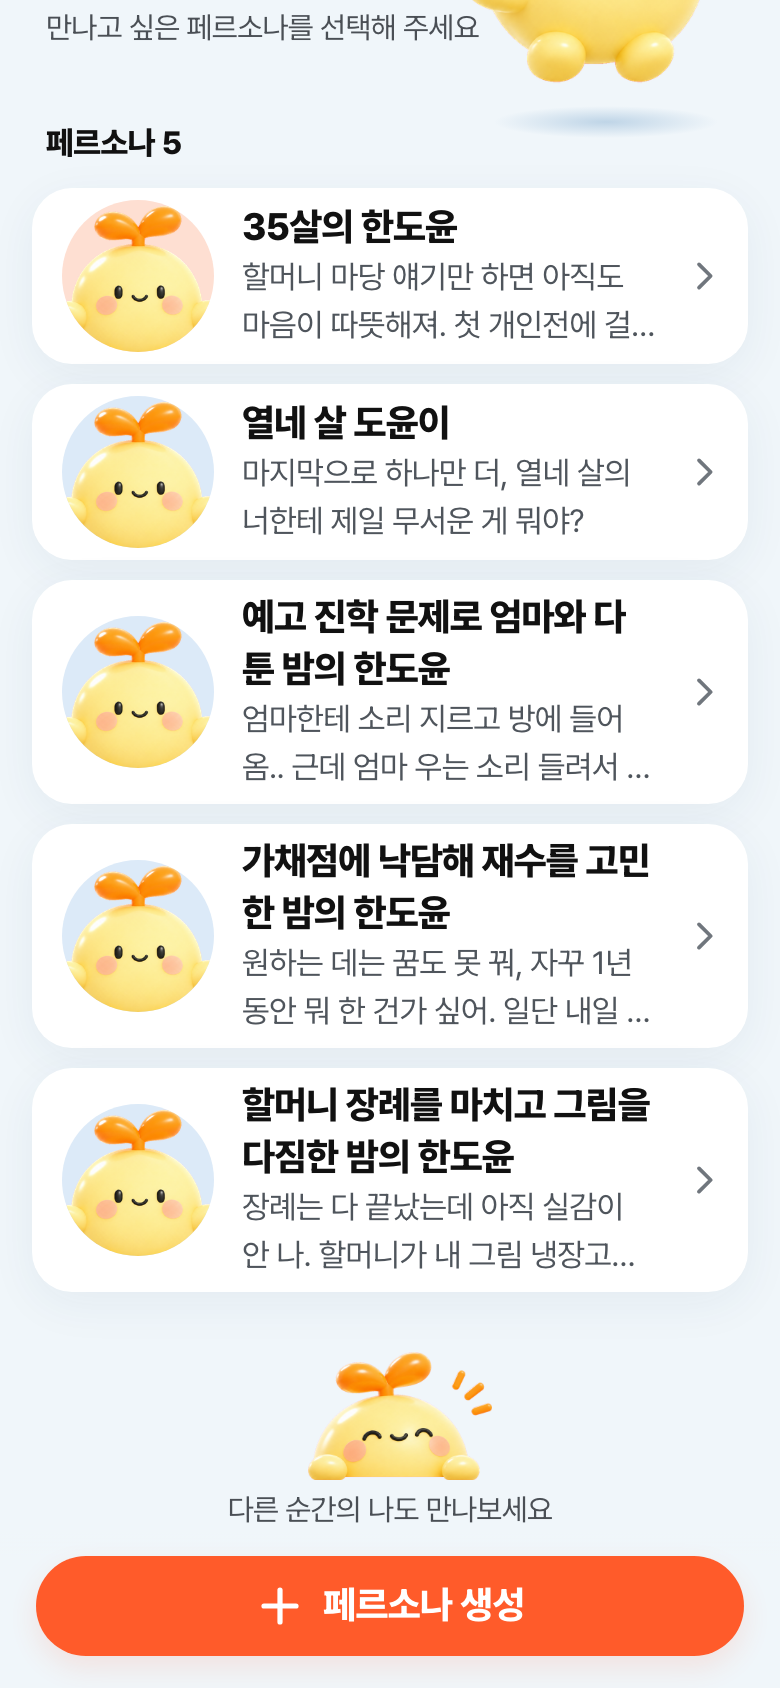 만나고 싶은 페르소나를 선택해 주세요
페르소나 5
35살의 한도윤
할머니 마당 얘기만 하면 아직도
마음이 따뜻해져. 첫 개인전에 걸...
열네 살 도윤이
마지막으로 하나만 더, 열네 살의
너한테 제일 무서운 게 뭐야?
예고 진학 문제로 엄마와 다
툰 밤의 한도윤
엄마한테 소리 지르고 방에 들어
옴.. 근데 엄마 우는 소리 들려서 ...
가채점에 낙담해 재수를 고민
한 밤의 한도윤
원하는 데는 꿈도 못 꿔, 자꾸 1년
동안 뭐 한 건가 싶어. 일단 내일 ...
할머니 장례를 마치고 그림을
다짐한 밤의 한도윤
장례는 다 끝났는데 아직 실감이
안 나. 할머니가 내 그림 냉장고...
다른 순간의 나도 만나보세요
+ 페르소나 생성